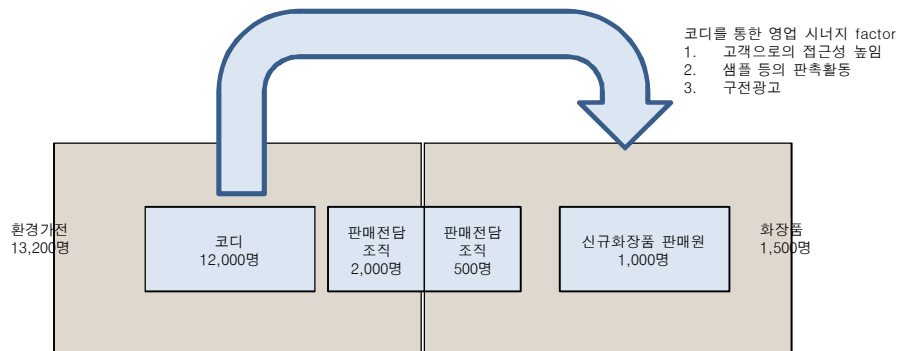 코디를 통한 영업 시너지 factor
1. 고객으로의 접근성 높임
2. 샘플 등의 판촉활동
3. 구전광고
환경가전
13,200명
코디
12,000명
판매전담
조직
2,000명
판매전담
조직
500명
신규화장품 판매원
1,000명
화장품
1,500명